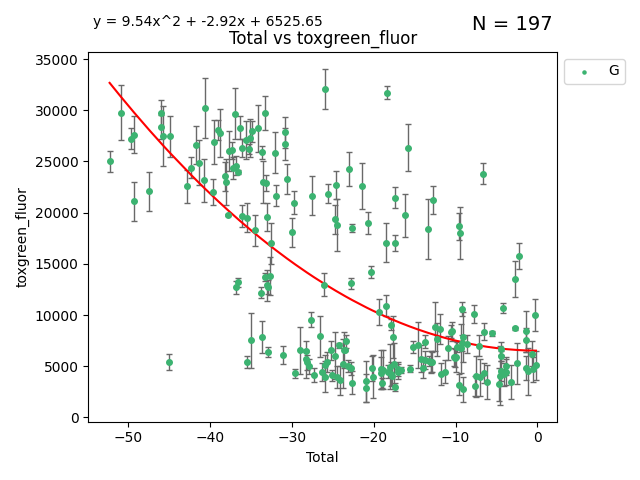 y = 9.54x^2 + -2.92x + 6525.65
N = 197
Total vs toxgreen_fluor
G
35000
30000
25000
20000
15000
10000
5000
0
toxgreen_fluor
−50 −40 −30 −20 −10 0
Total